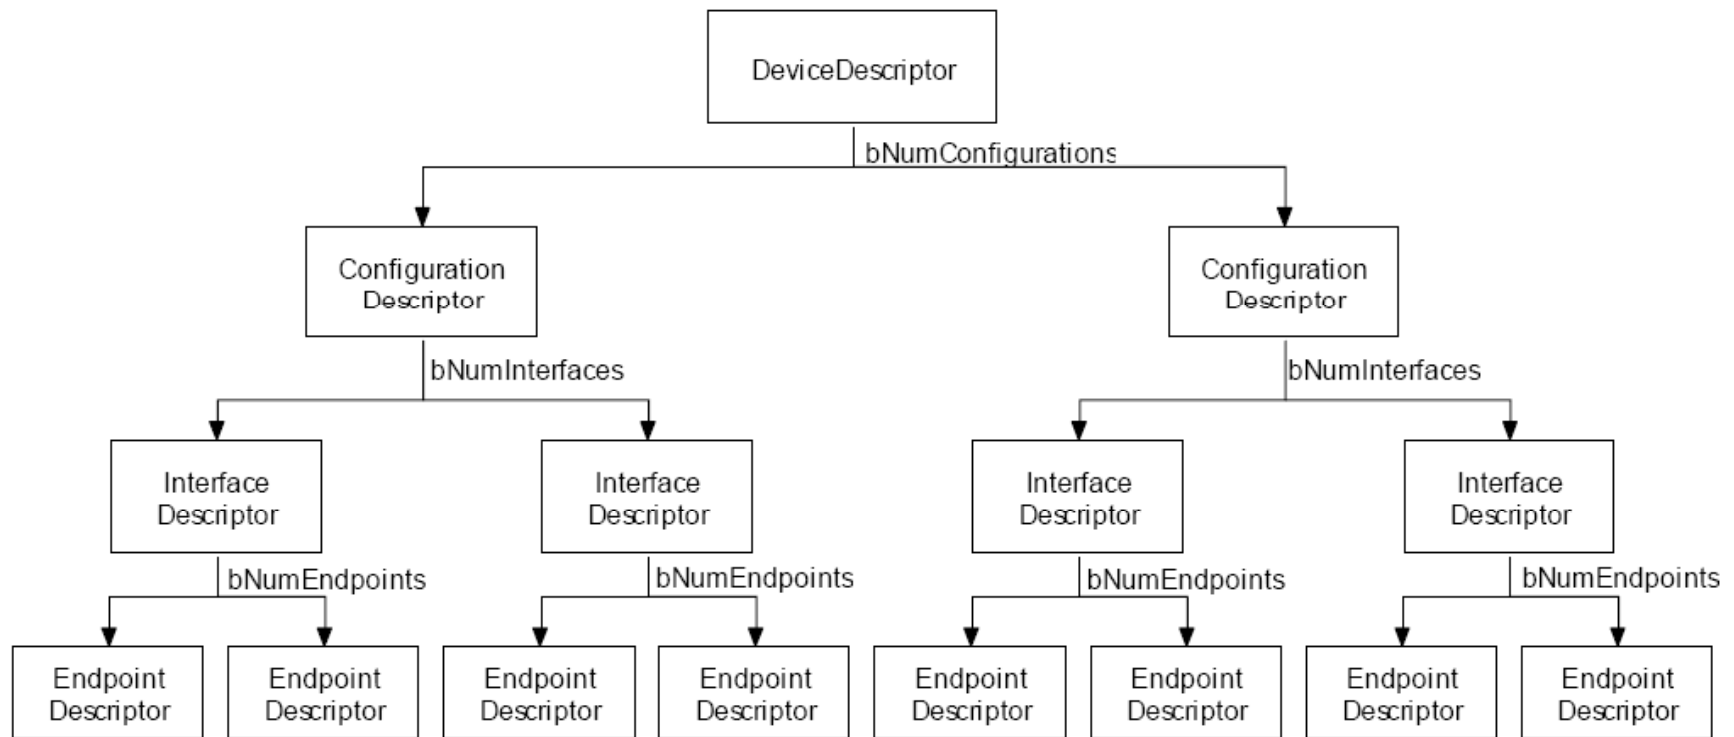 DeviceDescriptor
bNumConfigurations
Configuration
Descriptor
Configuration
Descriptor
bNumInterfaces
bNumInterfaces
Interface
Descriptor
Interface
Descriptor
Interface
Descriptor
Interface
Descriptor
bNumEndpoints
bNumEndpoints
bNumEndpoints
bNumEndpoints
Endpoint
Descriptor
Endpoint
Descriptor
Endpoint
Descriptor
Endpoint
Descriptor
Endpoint
Descriptor
Endpoint
Descriptor
Endpoint
Descriptor
Endpoint
Descriptor